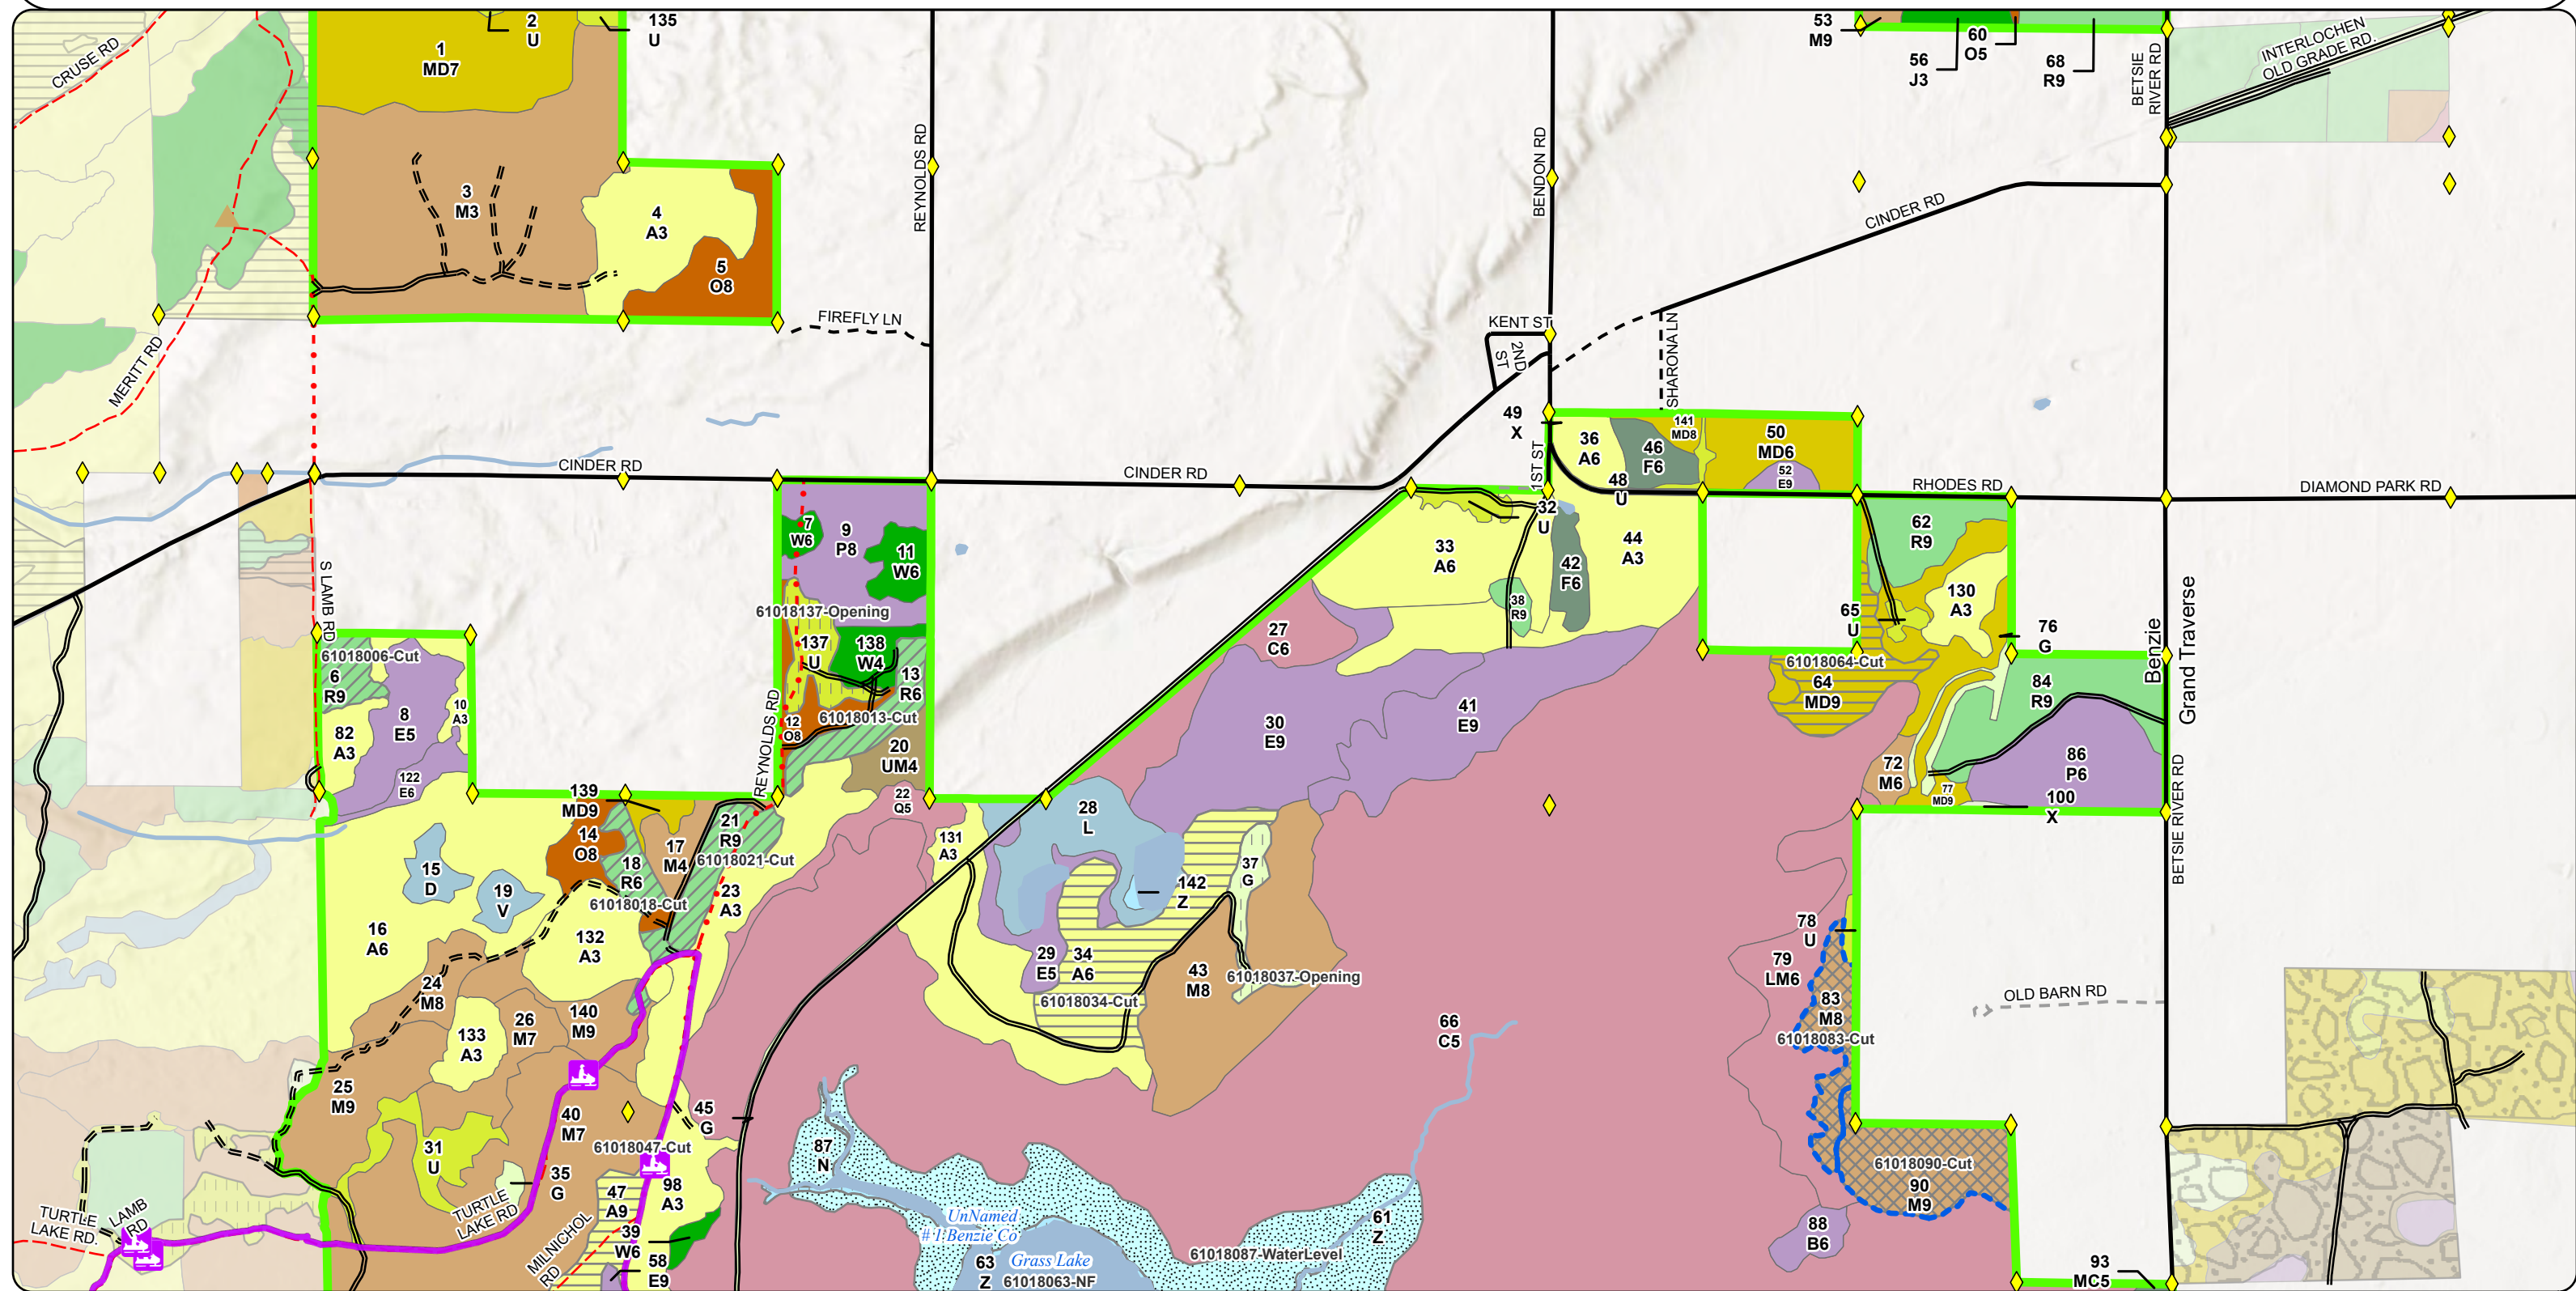 CRUSE RD
1
MD7
2
U
135
U
53
M9
56
J3
60
O5
68
R9
BETSIE
RIVER RD
INTERLOCHEN
OLD GRADE RD.
REYNOLDS RD
BENDON RD
3
M3
4
A3
5
O8
CINDER RD
MERITT RD
FIREFLY LN
KENT ST
2ND
ST
SHARONA LN
49
X
1ST ST
36
A6
46
F6
141
MD8
50
MD6
52
E9
48
U
CINDER RD
CINDER RD
RHODES RD
DIAMOND PARK RD
S LAMB RD
7
W6
9
P8
11
W6
32
U
33
A6
42
F6
44
A3
38
R9
62
R9
130
A3
65
U
76
G
Benzie
Grand Traverse
61018137-Opening
137
U
138
W4
13
R6
12
O8
61018013-Cut
20
UM4
22
Q5
REYNOLDS RD
61018006-Cut
6
R9
82
A3
8
E5
10
A3
122
E6
27
C6
30
E9
41
E9
61018064-Cut
64
MD9
84
R9
86
P6
72
M6
77
MD9
100
X
BETSIE RIVER RD
139
MD9
14
O8
18
R6
17
M4
21
R9
61018021-Cut
61018018-Cut
23
A3
15
D
19
V
16
A6
132
A3
131
A3
28
L
142
Z
37
G
29
E5
34
A6
61018034-Cut
43
M8
61018037-Opening
24
M8
133
A3
26
M7
140
M9
25
M9
66
C5
78
U
79
LM6
83
M8
61018083-Cut
OLD BARN RD
40
M7
45
G
61018047-Cut
31
U
35
G
TURTLE
LAKE RD
TURTLE
LAKE RD.
LAMB
RD
MILNICHOL
RD
47
A9
98
A3
39
W6
58
E9
87
N
UnNamed
# 1 Benzie Co
Grass Lake
63
Z
61018063-NF
61018087-WaterLevel
61
Z
61018090-Cut
90
M9
88
B6
93
MC5